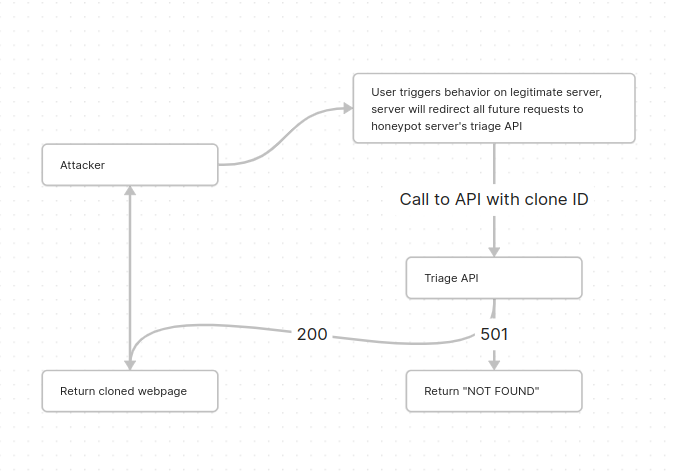 User triggers behavior on legitimate server,
server will redirect all future requests to
honeypot server's triage API
Attacker
Call to API with clone ID
Triage API
200
501
Return cloned webpage
Return "NOT FOUND"